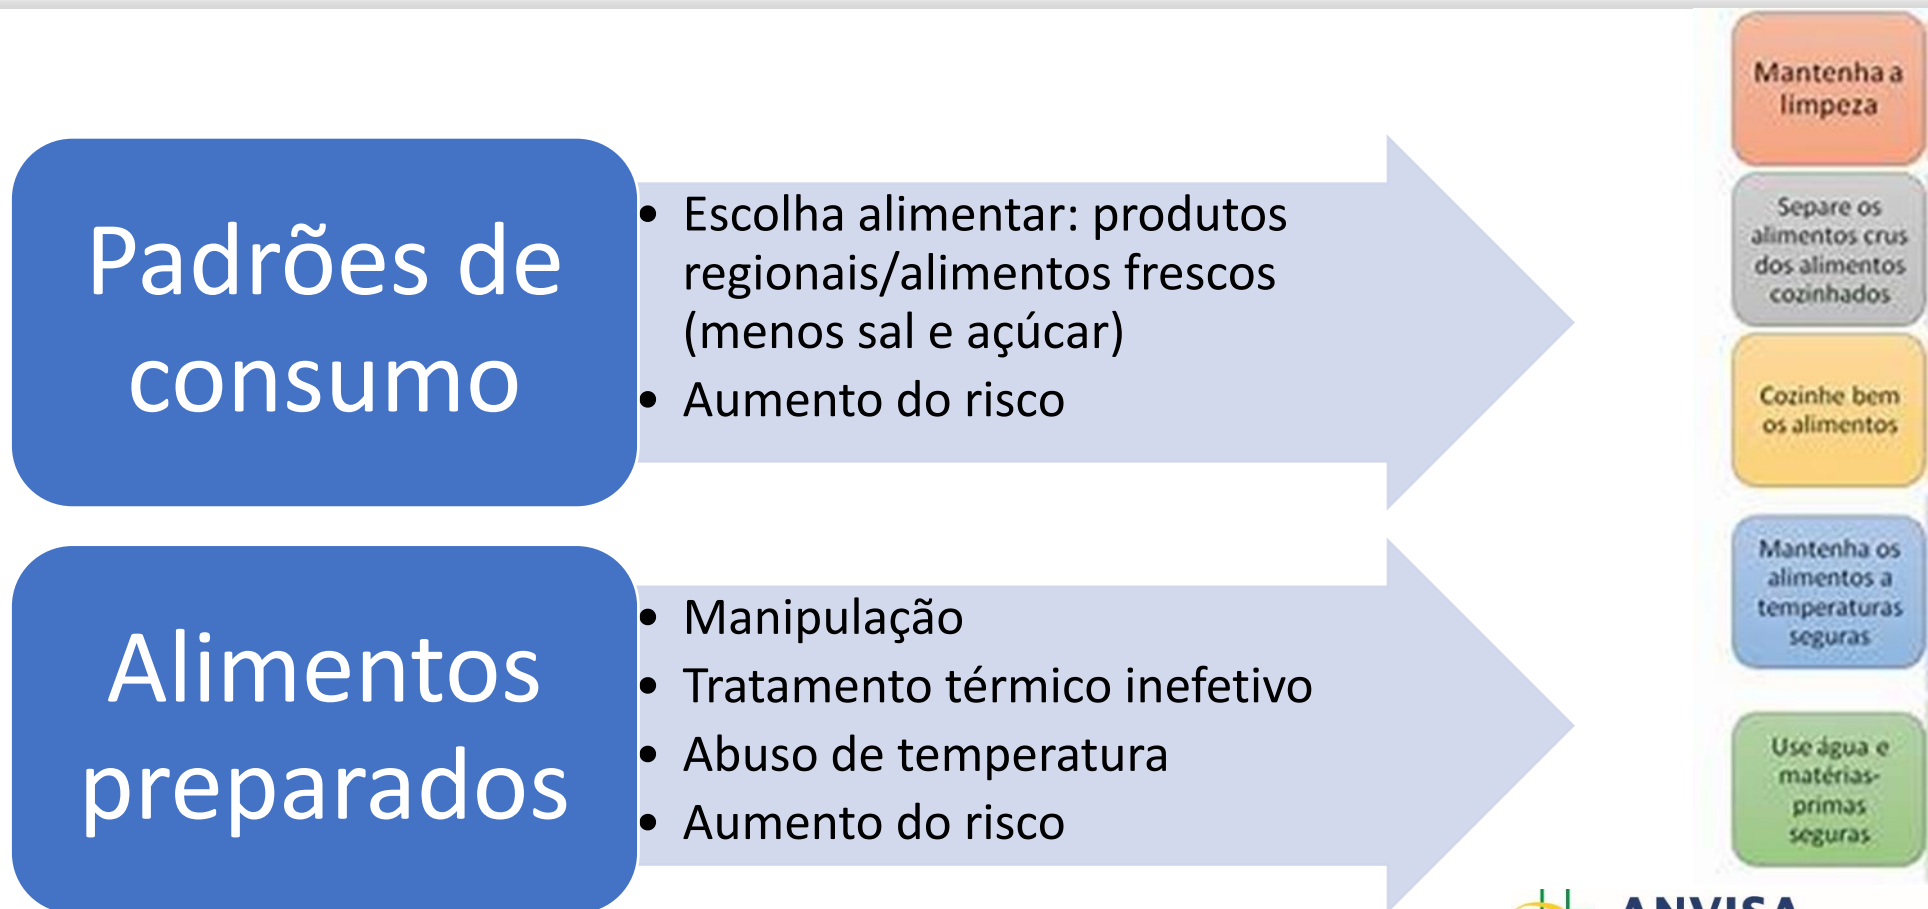 Padrões de
consumo
• Escolha alimentar: produtos
regionais/alimentos frescos
(menos sal e açúcar)
• Aumento do risco
Alimentos
preparados
• Manipulação
• Tratamento térmico inefetivo
• Abuso de temperatura
• Aumento do risco
Mantenha a
limpeza
Separe os
alimentos crus
dos alimentos
cozinhados
Cozinhe bem
os alimentos
Mantenha os
alimentos a
temperaturas
seguras
Use água e
matérias-
primas
seguras
ANVISA